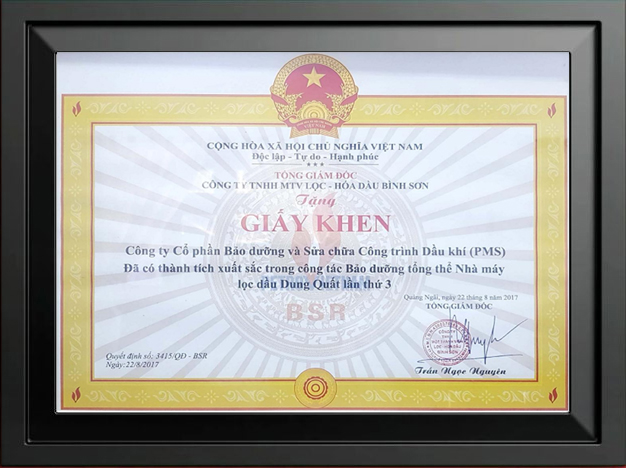 CỘNG HÒA XÃ HỘI CHỦ NGHĨA VIỆT NAM
Độc lập - Tự do - Hạnh phúc
***
TỔNG GIÁM ĐỐC
CÔNG TY TNHH MTV LỌC - HÓA DẦU BÌNH SƠN
Tặng
GIẤY KHEN
Công ty Cổ phần Bảo dưỡng và Sửa chữa Công trình Dầu khí (PMS)
Đã có thành tích xuất sắc trong công tác Bảo dưỡng tổng thể Nhà máy
lọc dầu Dung Quất lần thứ 3
BSR
Quảng Ngãi, ngày 22 tháng 8 năm 2017
TỔNG GIÁM ĐỐC
Quyết định số: 3415/QĐ - BSR
Ngày:22/8/2017
Trần Ngọc Nguyên